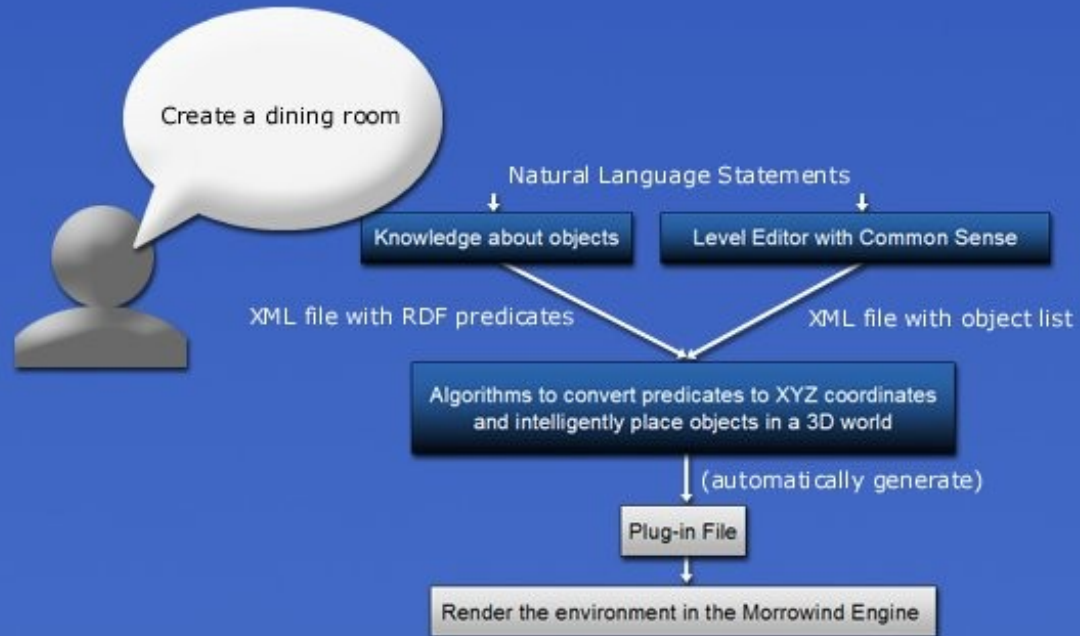 Create a dining room
Natural Language Statements
Knowledge about objects
Level Editor with Common Sense
XML file with RDF predicates
XML file with object list
Algorithms to convert predicates to XYZ coordinates
and intelligently place objects in a 3D world
(automatically generate)
Plug-in File
Render the environment in the Morrowind Engine